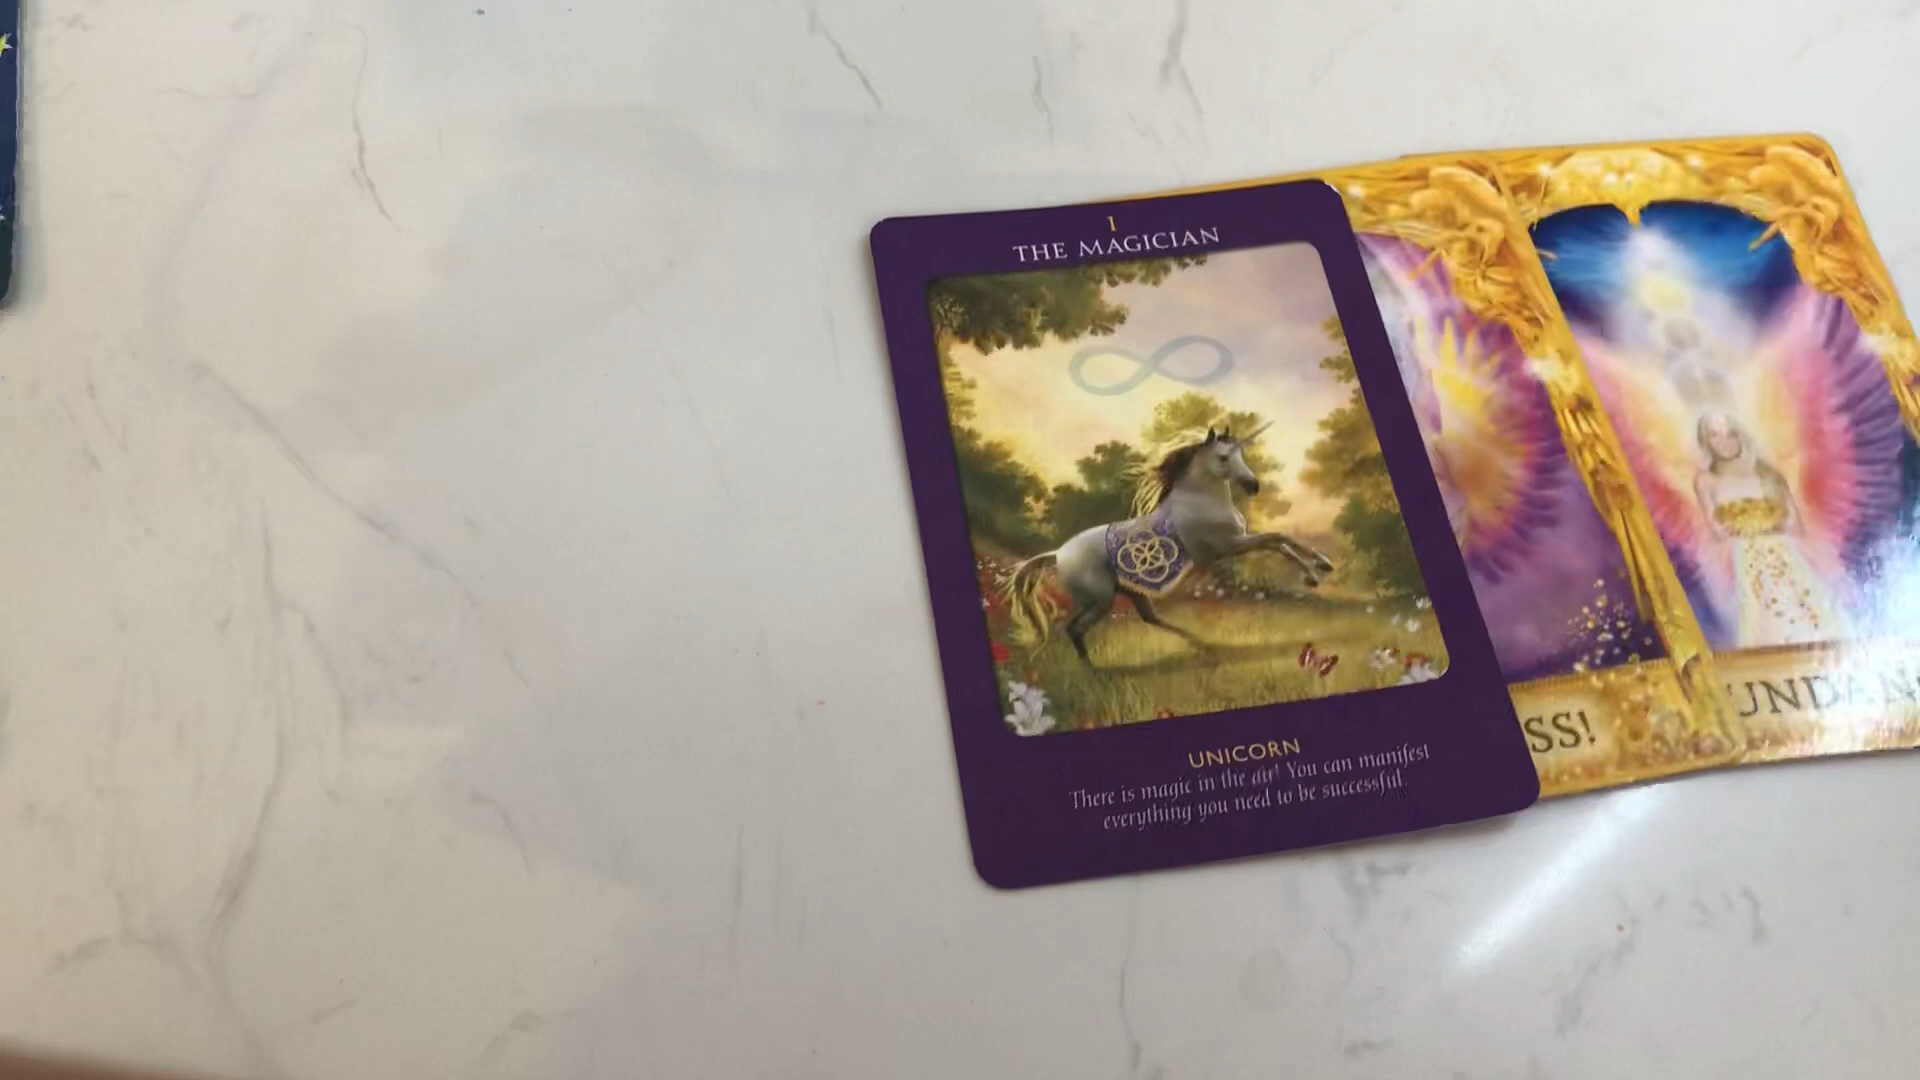 1
THE MAGICIAN
UNICORN
There is magic in the air! You can manifest
everything you need to be successful.
SS!
UNDAN